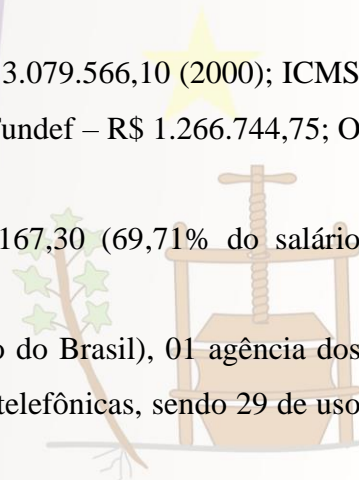 3.079.566,10 (2000); ICMS
undef – R$ 1.266.744,75; O
167,30 (69,71% do salário
o do Brasil), 01 agência dos
telefônicas, sendo 29 de uso